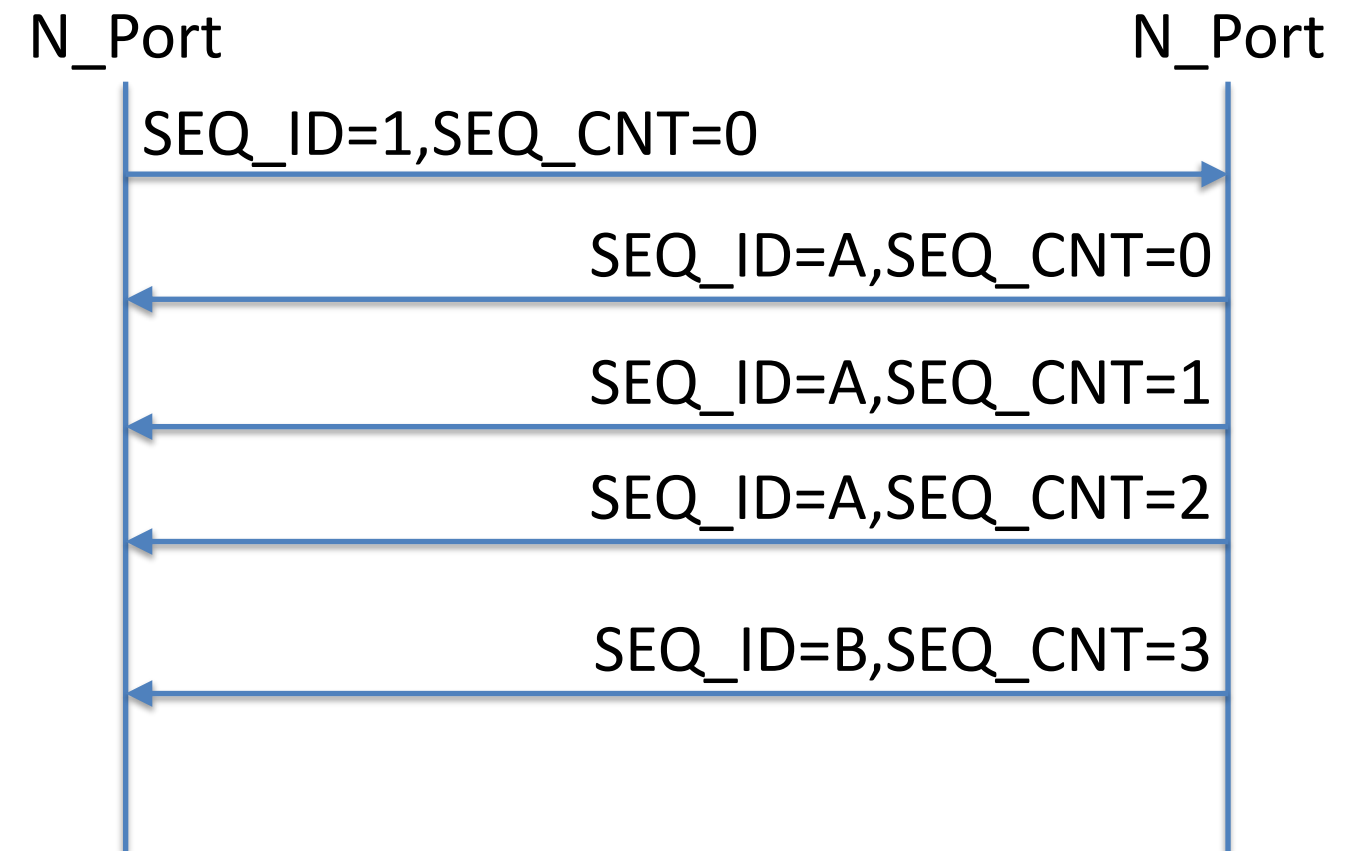 N_Port
N_Port
SEQ_ID=1,SEQ_CNT=0
SEQ_ID=A,SEQ_CNT=0
SEQ_ID=A,SEQ_CNT=1
SEQ_ID=A,SEQ_CNT=2
SEQ_ID=B,SEQ_CNT=3